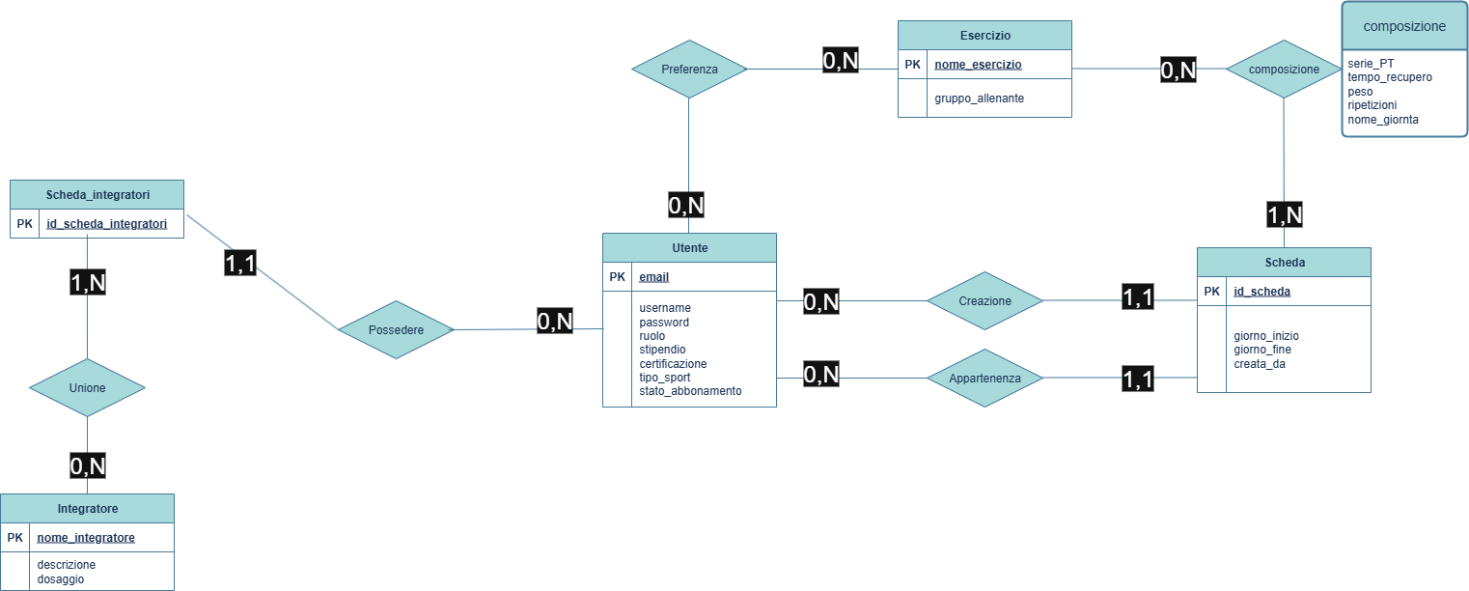 composizione
serie_PT
tempo_recupero
peso
ripetizioni
nome_giornta
Esercizio
PK nome_esercizio
gruppo_allenante
Preferenza
0,N
0,N
composizione
0,N
1,N
Scheda_integratori
PK id_scheda_integratori
1,1
1,N
Possedere
0,N
Utente
PK email
username
password
ruolo
stipendio
certificazione
tipo_sport
stato_abbonamento
0,N
Creazione
1,1
0,N
Appartenenza
1,1
Scheda
PK id_scheda
giorno_inizio
giorno_fine
creata_da
Unione
0,N
Integratore
PK nome_integratore
descrizione
dosaggio